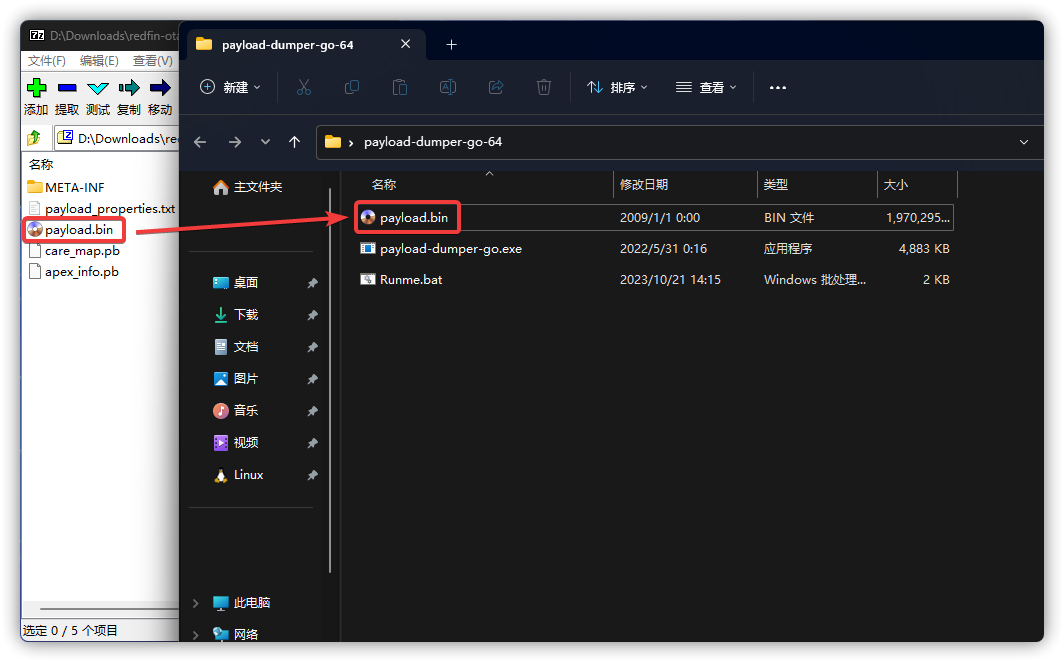 D:\Downloads\redfin-ota
文件(F) 编辑(E) 查看(V)
添加 提取 测试 复制 移动
D:\Downloads\re
名称
META-INF
payload_properties.txt
payload.bin
care_map.pb
apex_info.pb
选定 0 / 5 个项目
payload-dumper-go-64
新建 排序 查看
payload-dumper-go-64
主文件夹
桌面
下载
文档
图片
音乐
视频
Linux
此电脑
网络
名称 修改日期 类型 大小
payload.bin 2009/1/1 0:00 BIN 文件 1,970,295...
payload-dumper-go.exe 2022/5/31 0:16 应用程序 4,883 KB
Runme.bat 2023/10/21 14:15 Windows 批处理... 2 KB